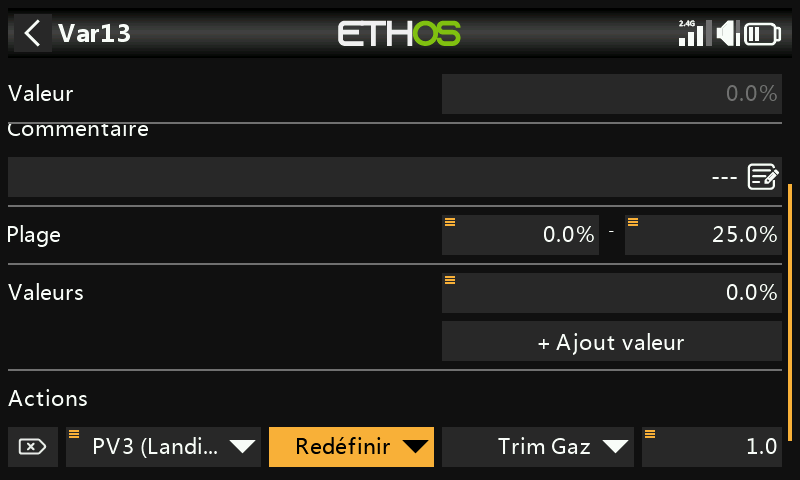 Var13 ETHOS 2.4G
Valeur 0.0%
Commentaire
---
Plage 0.0% - 25.0%
Valeurs 0.0%
+ Ajout valeur
Actions
PV3 (Landi... Redéfinir Trim Gaz 1.0